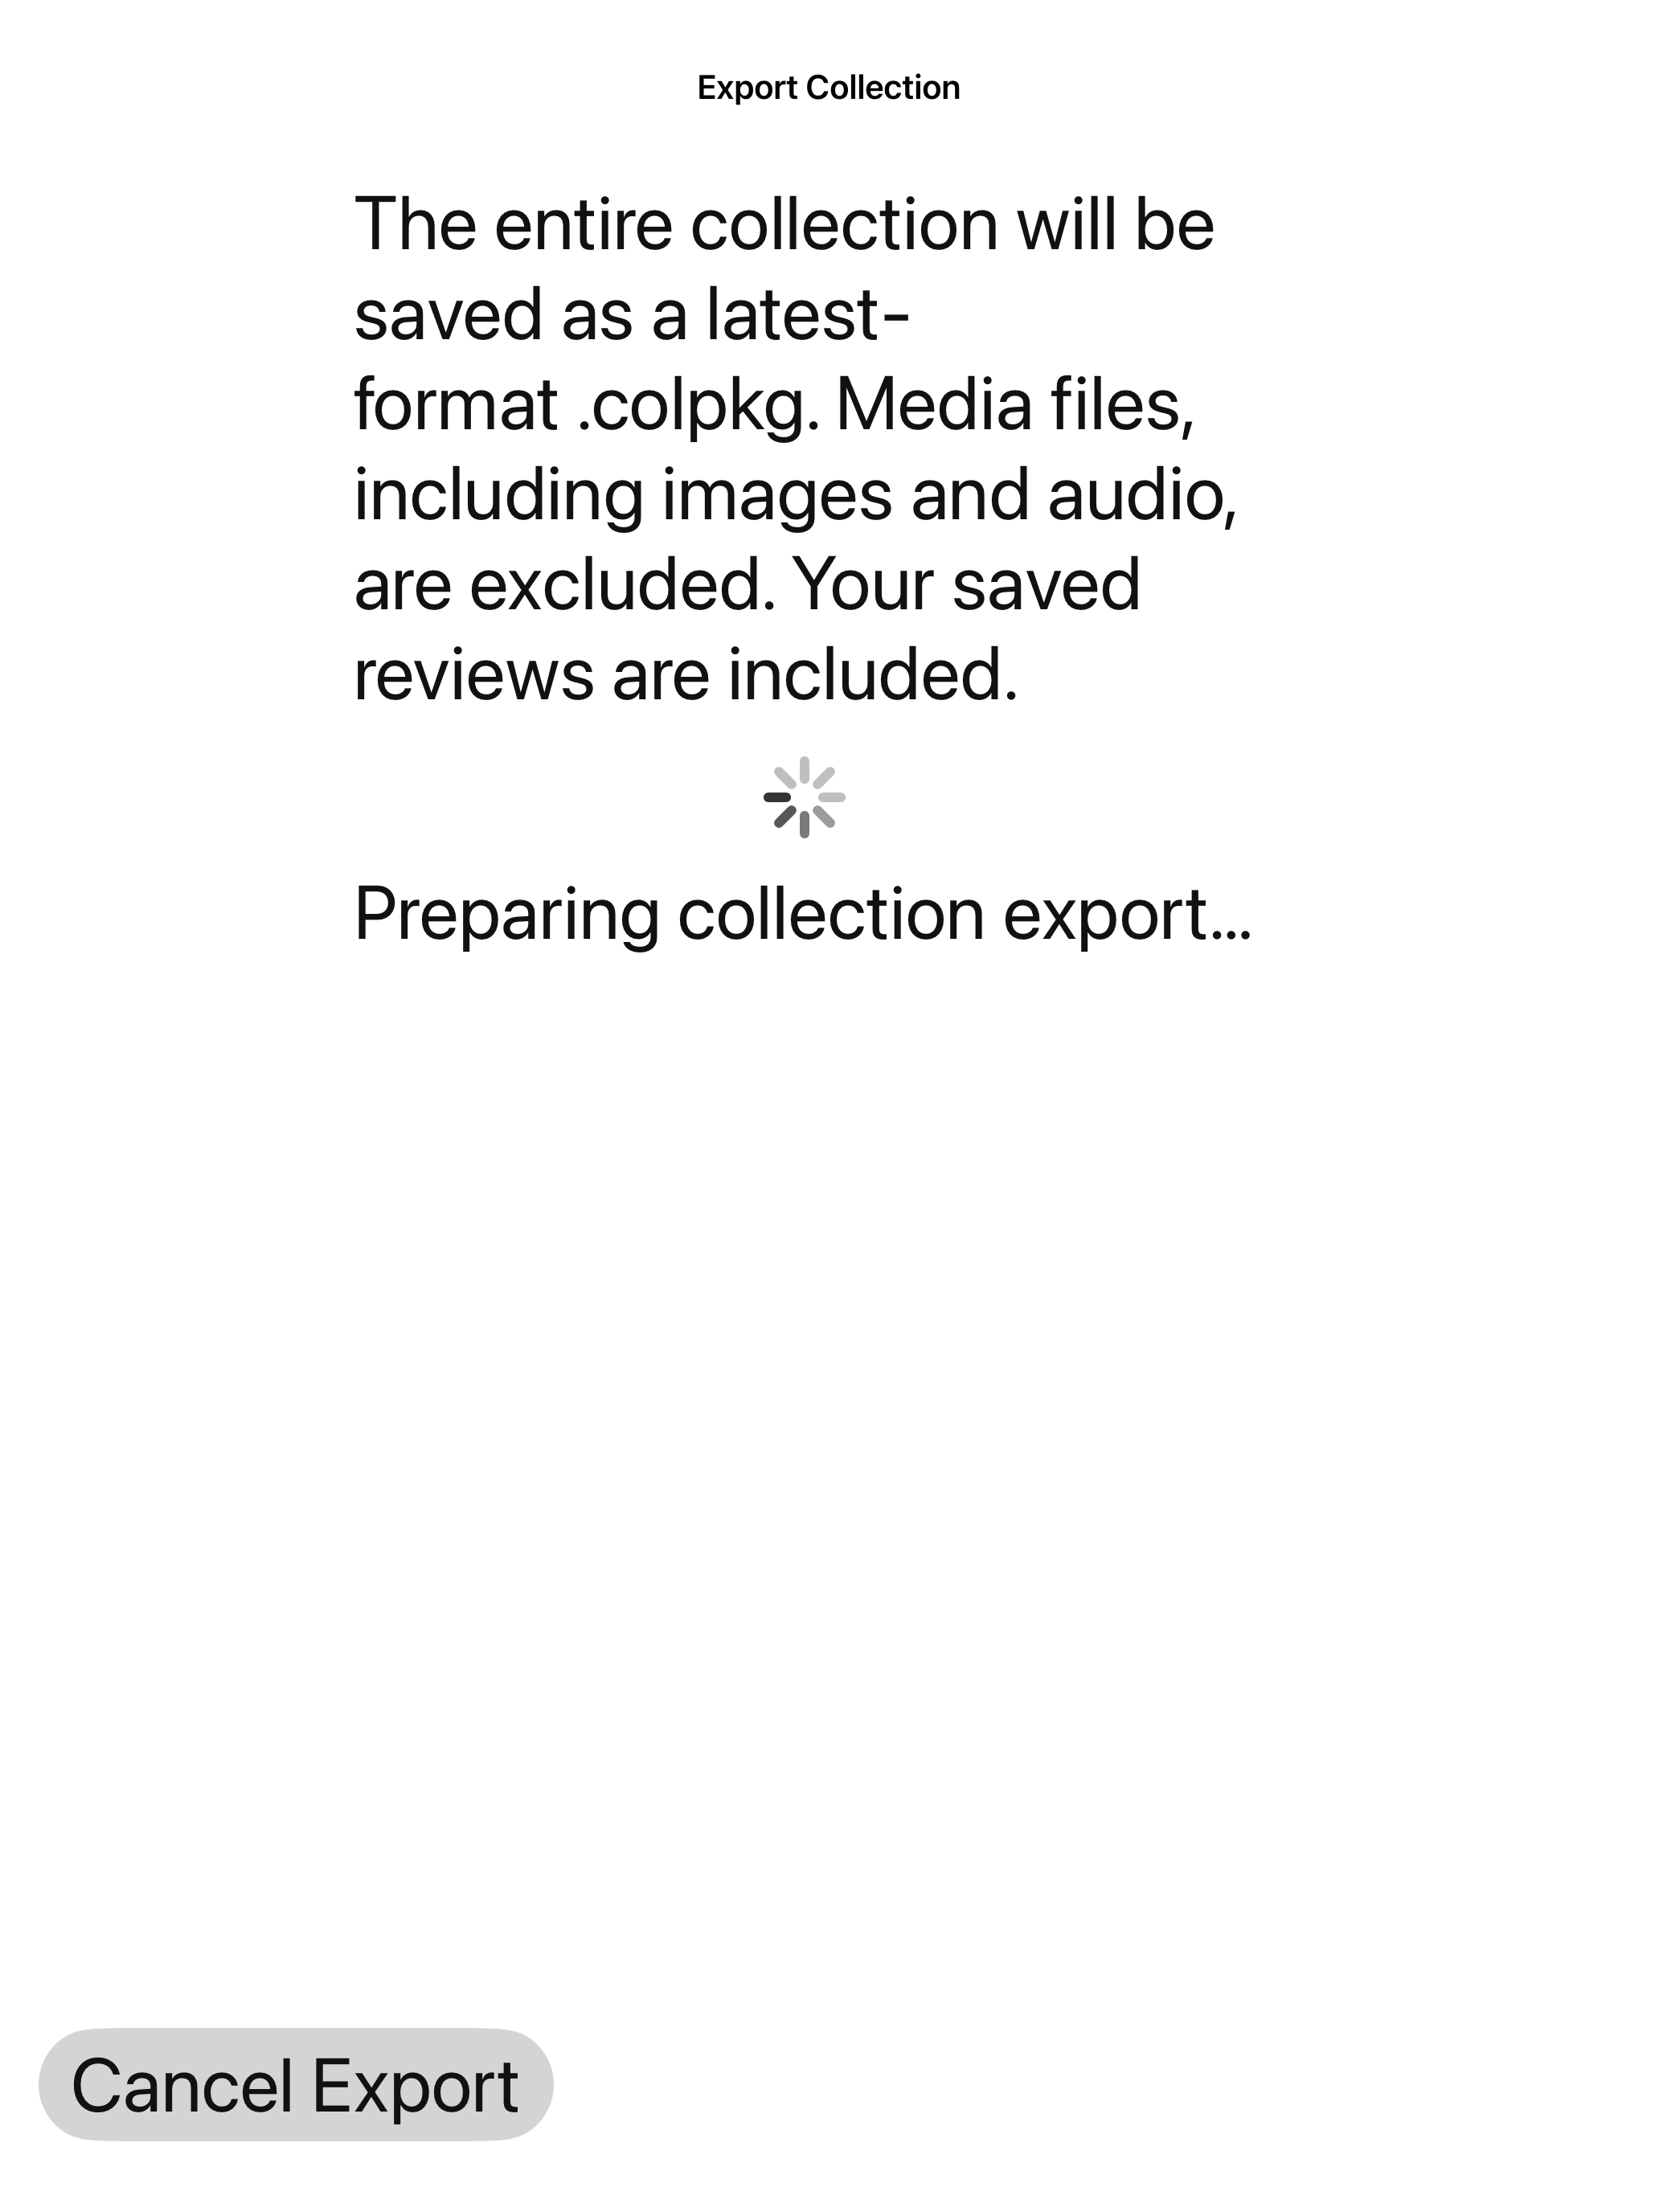 Export Collection
The entire collection will be
saved as a latest-
format .colpkg. Media files,
including images and audio,
are excluded. Your saved
reviews are included.
Preparing collection export…
Cancel Export